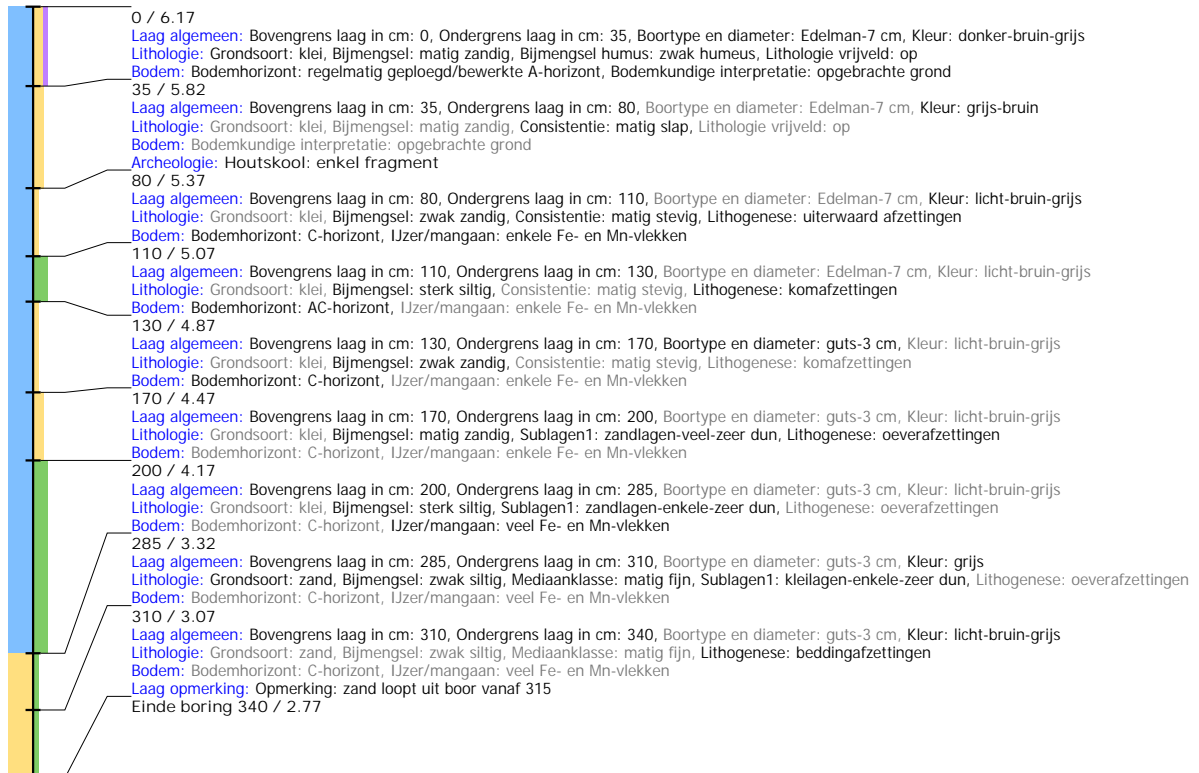 0 / 6.17
Laag algemeen: Bovengrens laag in cm: 0, Ondergrens laag in cm: 35, Boortype en diameter: Edelman-7 cm, Kleur: donker-bruin-grijs
Lithologie: Grondsoort: klei, Bijmengsel: matig zandig, Bijmengsel humus: zwak humeus, Lithologie vrijveld: op
Bodem: Bodemhorizont: regelmatig geploegd/bewerkte A-horizont, Bodemkundige interpretatie: opgebrachte grond
35 / 5.82
Laag algemeen: Bovengrens laag in cm: 35, Ondergrens laag in cm: 80, Boortype en diameter: Edelman-7 cm, Kleur: grijs-bruin
Lithologie: Grondsoort: klei, Bijmengsel: matig zandig, Consistentie: matig slap, Lithologie vrijveld: op
Bodem: Bodemkundige interpretatie: opgebrachte grond
Archeologie: Houtskool: enkel fragment
80 / 5.37
Laag algemeen: Bovengrens laag in cm: 80, Ondergrens laag in cm: 110, Boortype en diameter: Edelman-7 cm, Kleur: licht-bruin-grijs
Lithologie: Grondsoort: klei, Bijmengsel: zwak zandig, Consistentie: matig stevig, Lithogenese: uiterwaard afzettingen
Bodem: Bodemhorizont: C-horizont, IJzer/mangaan: enkele Fe- en Mn-vlekken
110 / 5.07
Laag algemeen: Bovengrens laag in cm: 110, Ondergrens laag in cm: 130, Boortype en diameter: Edelman-7 cm, Kleur: licht-bruin-grijs
Lithologie: Grondsoort: klei, Bijmengsel: sterk siltig, Consistentie: matig stevig, Lithogenese: komafzettingen
Bodem: Bodemhorizont: AC-horizont, IJzer/mangaan: enkele Fe- en Mn-vlekken
130 / 4.87
Laag algemeen: Bovengrens laag in cm: 130, Ondergrens laag in cm: 170, Boortype en diameter: guts-3 cm, Kleur: licht-bruin-grijs
Lithologie: Grondsoort: klei, Bijmengsel: zwak zandig, Consistentie: matig stevig, Lithogenese: komafzettingen
Bodem: Bodemhorizont: C-horizont, IJzer/mangaan: enkele Fe- en Mn-vlekken
170 / 4.47
Laag algemeen: Bovengrens laag in cm: 170, Ondergrens laag in cm: 200, Boortype en diameter: guts-3 cm, Kleur: licht-bruin-grijs
Lithologie: Grondsoort: klei, Bijmengsel: matig zandig, Sublagen1: zandlagen-veel-zeer dun, Lithogenese: oeverafzettingen
Bodem: Bodemhorizont: C-horizont, IJzer/mangaan: enkele Fe- en Mn-vlekken
200 / 4.17
Laag algemeen: Bovengrens laag in cm: 200, Ondergrens laag in cm: 285, Boortype en diameter: guts-3 cm, Kleur: licht-bruin-grijs
Lithologie: Grondsoort: klei, Bijmengsel: sterk siltig, Sublagen1: zandlagen-enkele-zeer dun, Lithogenese: oeverafzettingen
Bodem: Bodemhorizont: C-horizont, IJzer/mangaan: veel Fe- en Mn-vlekken
285 / 3.32
Laag algemeen: Bovengrens laag in cm: 285, Ondergrens laag in cm: 310, Boortype en diameter: guts-3 cm, Kleur: grijs
Lithologie: Grondsoort: zand, Bijmengsel: zwak siltig, Mediaanklasse: matig fijn, Sublagen1: kleilagen-enkele-zeer dun, Lithogenese: oeverafzettingen
Bodem: Bodemhorizont: C-horizont, IJzer/mangaan: veel Fe- en Mn-vlekken
310 / 3.07
Laag algemeen: Bovengrens laag in cm: 310, Ondergrens laag in cm: 340, Boortype en diameter: guts-3 cm, Kleur: licht-bruin-grijs
Lithologie: Grondsoort: zand, Bijmengsel: zwak siltig, Mediaanklasse: matig fijn, Lithogenese: beddingafzettingen
Bodem: Bodemhorizont: C-horizont, IJzer/mangaan: veel Fe- en Mn-vlekken
Laag opmerking: Opmerking: zand loopt uit boor vanaf 315
Einde boring 340 / 2.77